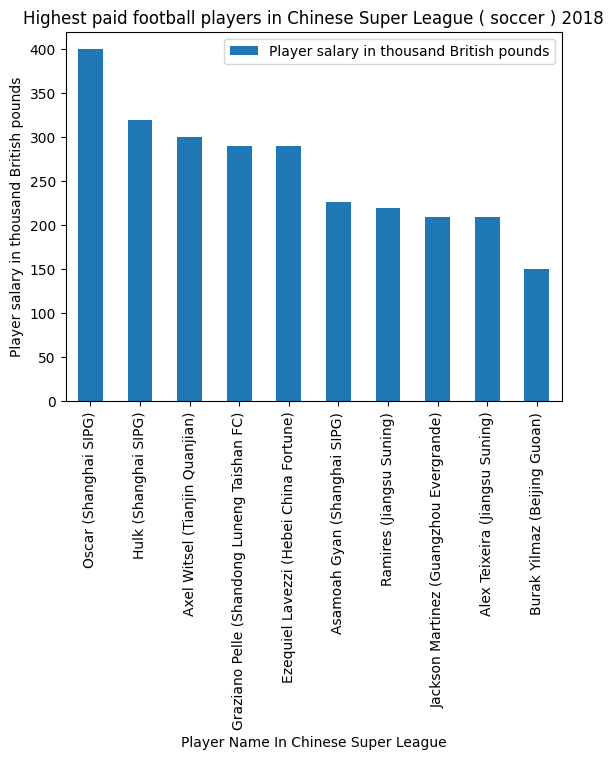 Highest paid football players in Chinese Super League ( soccer ) 2018
Player salary in thousand British pounds
Player salary in thousand British pounds
400
350
300
250
200
150
100
50
0
Oscar (Shanghai SIPG)
Hulk (Shanghai SIPG)
Axel Witsel (Tianjin Quanjian)
Graziano Pelle (Shandong Luneng Taishan FC)
Ezequiel Lavezzi (Hebei China Fortune)
Asamoah Gyan (Shanghai SIPG)
Ramires (Jiangsu Suning)
Jackson Martinez (Guangzhou Evergrande)
Alex Teixeira (Jiangsu Suning)
Burak Yilmaz (Beijing Guoan)
Player Name In Chinese Super League